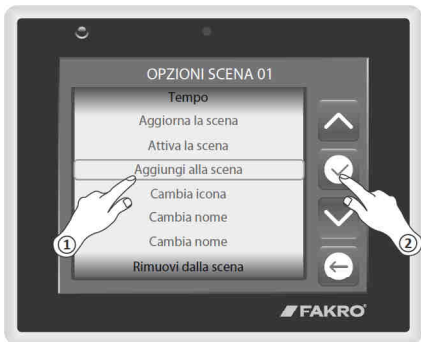 OPZIONI SCENA 01
Tempo
Aggiorna la scena
Attiva la scena
Aggiungi alla scena
Cambia icona
Cambia nome
Cambia nome
Rimuovi dalla scena
1
2
FAKRO